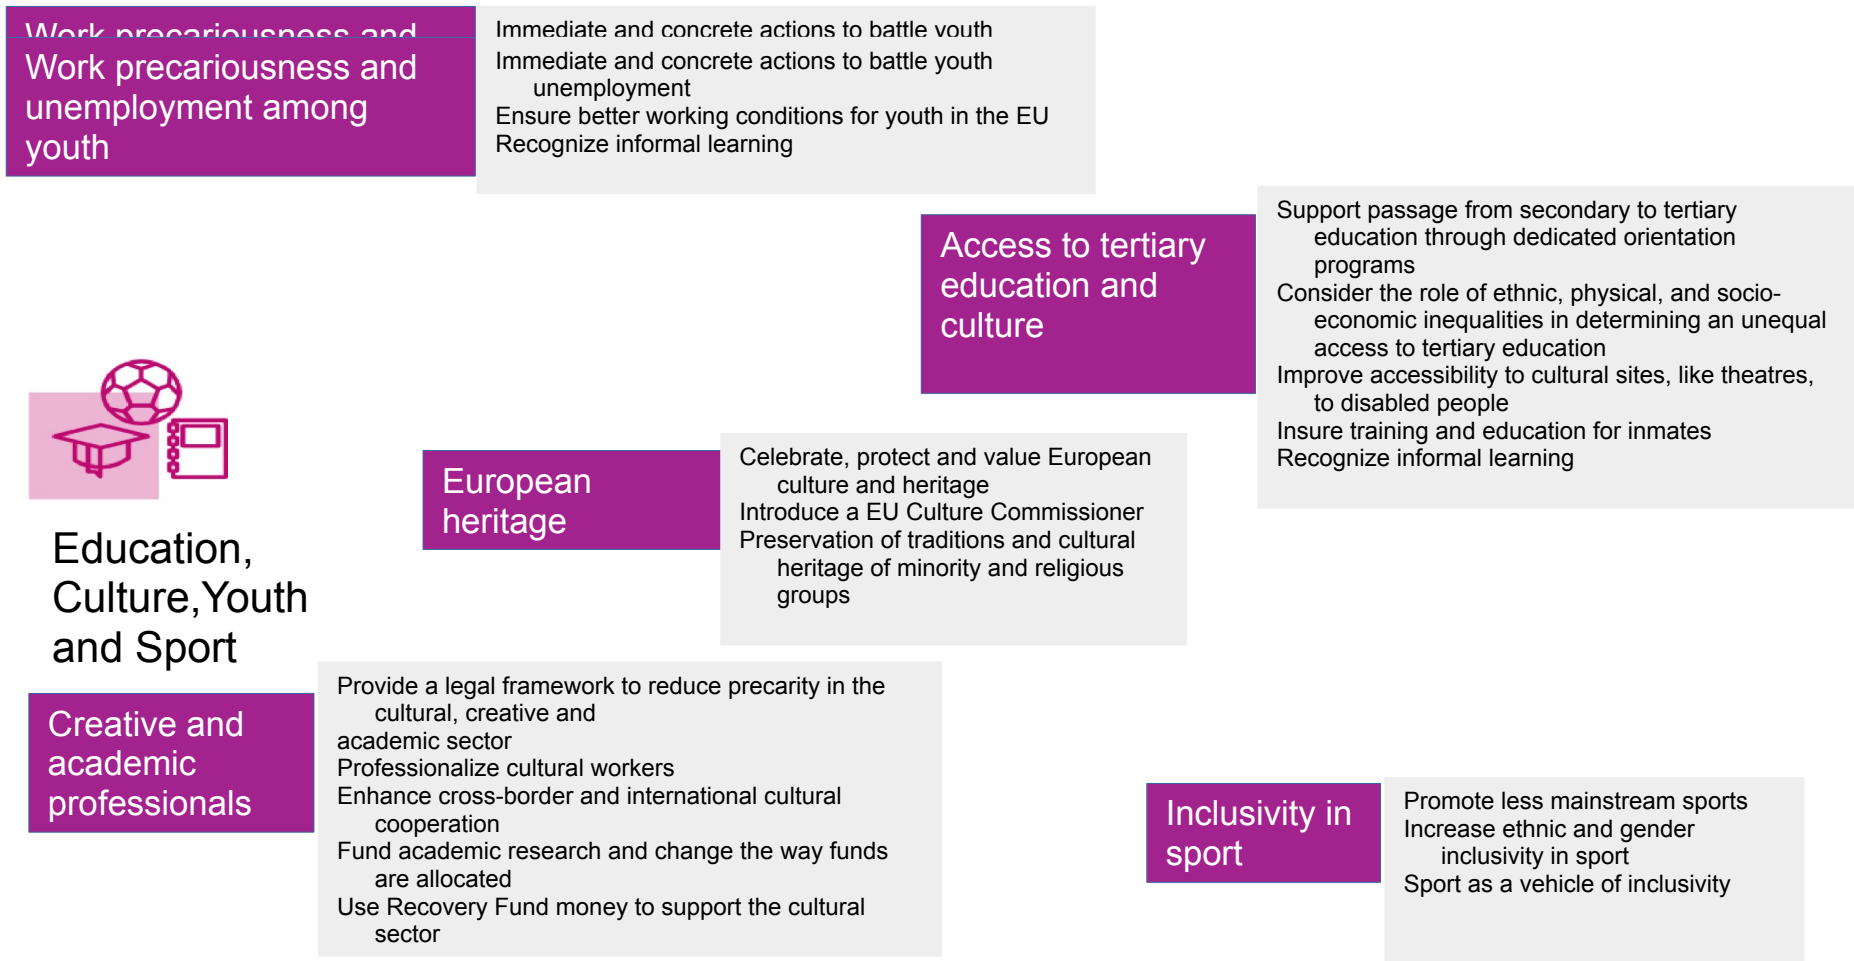 Work precariousness and
Immediate and concrete actions to battle youth
Work precariousness and
unemployment among
youth
Immediate and concrete actions to battle youth
unemployment
Ensure better working conditions for youth in the EU
Recognize informal learning
Access to tertiary
education and
culture
Support passage from secondary to tertiary
education through dedicated orientation
programs
Consider the role of ethnic, physical, and socio-
economic inequalities in determining an unequal
access to tertiary education
Improve accessibility to cultural sites, like theatres,
to disabled people
Insure training and education for inmates
Recognize informal learning
European
heritage
Celebrate, protect and value European
culture and heritage
Introduce a EU Culture Commissioner
Preservation of traditions and cultural
heritage of minority and religious
groups
Education,
Culture,Youth
and Sport
Creative and
academic
professionals
Provide a legal framework to reduce precarity in the
cultural, creative and
academic sector
Professionalize cultural workers
Enhance cross-border and international cultural
cooperation
Fund academic research and change the way funds
are allocated
Use Recovery Fund money to support the cultural
sector
Inclusivity in
sport
Promote less mainstream sports
Increase ethnic and gender
inclusivity in sport
Sport as a vehicle of inclusivity